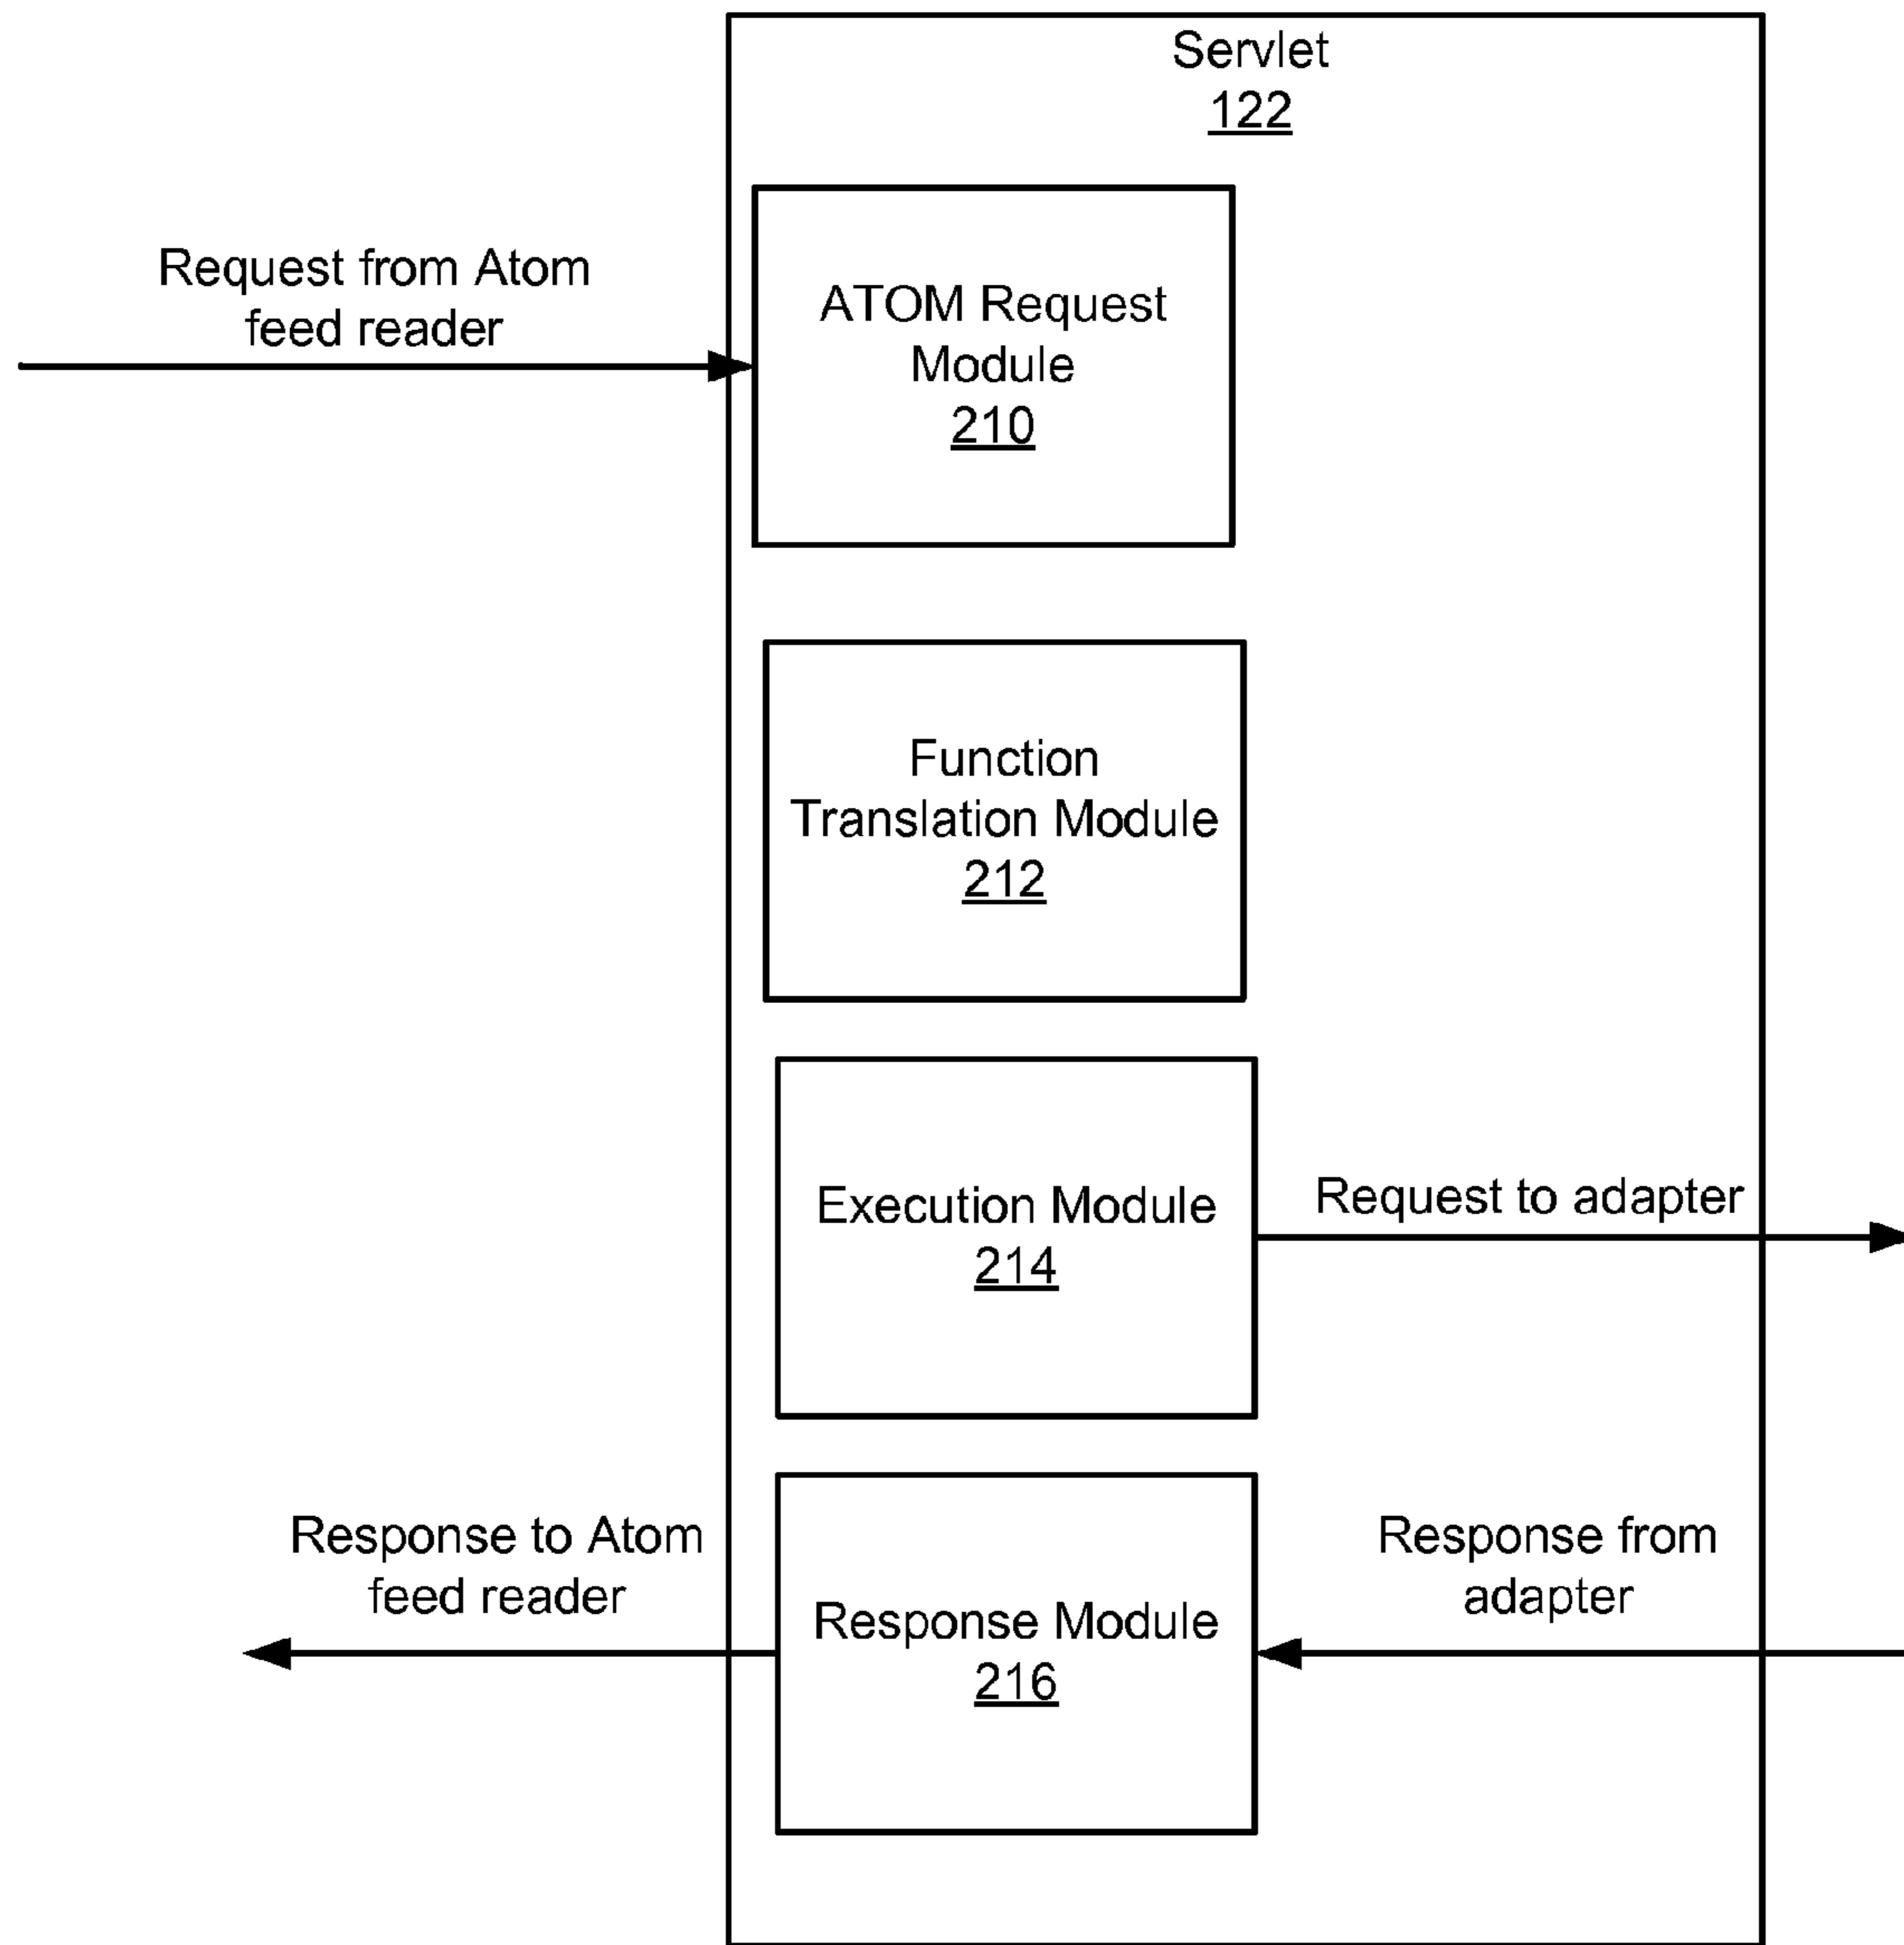 Servlet
122
Request from Atom
feed reader
ATOM Request
Module
210
Function
Translation Module
212
Execution Module
214
Request to adapter
Response to Atom
feed reader
Response Module
216
Response from
adapter